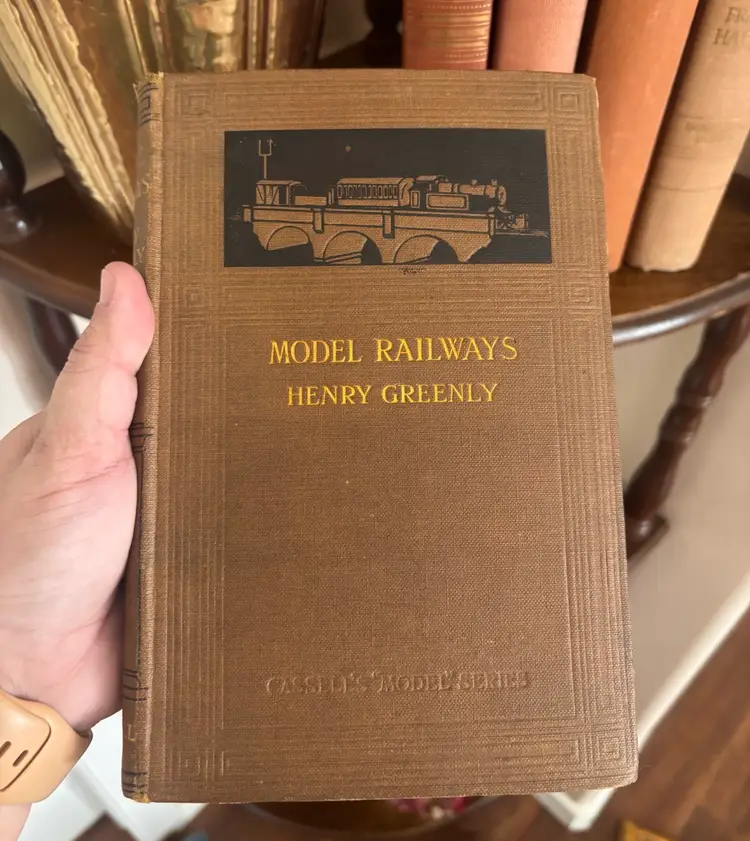 MODEL RAILWAYS
HENRY GREENLY
CASSELL'S "MODEL" SERIES